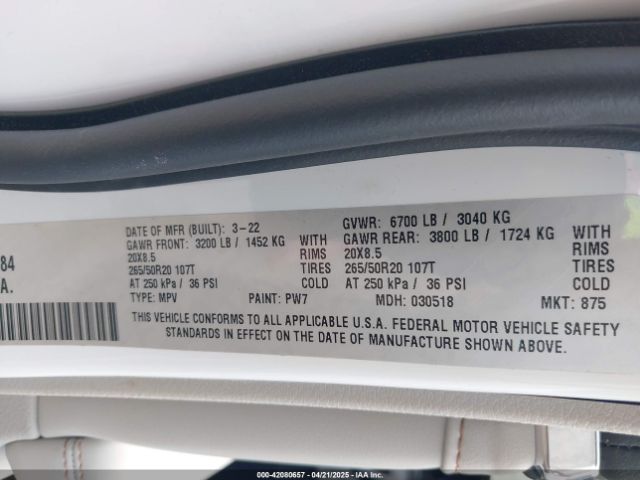 DATE OF MFR (BUILT): 3-22 GVWR: 6700 LB / 3040 KG
GAWR FRONT: 3200 LB / 1452 KG WITH GAWR REAR: 3800 LB / 1724 KG WITH
20X8.5 RIMS 20X8.5 RIMS
84 265/50R20 107T TIRES 265/50R20 107T TIRES
A. AT 250 kPa / 36 PSI COLD AT 250 kPa / 36 PSI COLD
TYPE: MPV PAINT: PW7 MDH: 030518 MKT: 875
THIS VEHICLE CONFORMS TO ALL APPLICABLE U.S.A. FEDERAL MOTOR VEHICLE SAFETY
STANDARDS IN EFFECT ON THE DATE OF MANUFACTURE SHOWN ABOVE.
000-42080657 - 04/21/2025 - IAA Inc.